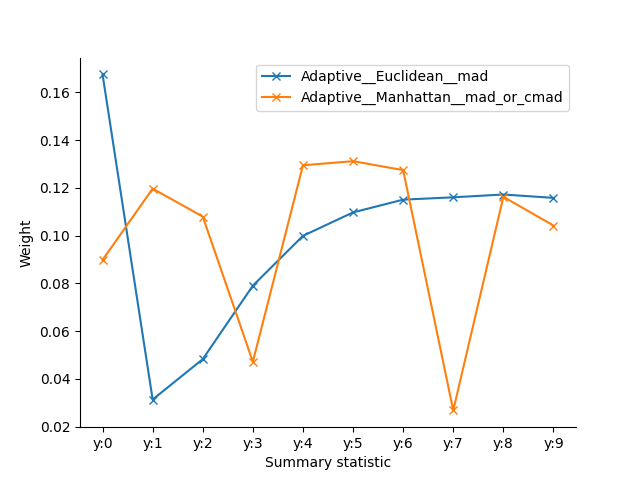 Adaptive__Euclidean__mad
Adaptive__Manhattan__mad_or_cmad
0.16
0.14
0.12
0.10
0.08
0.06
0.04
0.02
Weight
y:0 y:1 y:2 y:3 y:4 y:5 y:6 y:7 y:8 y:9
Summary statistic